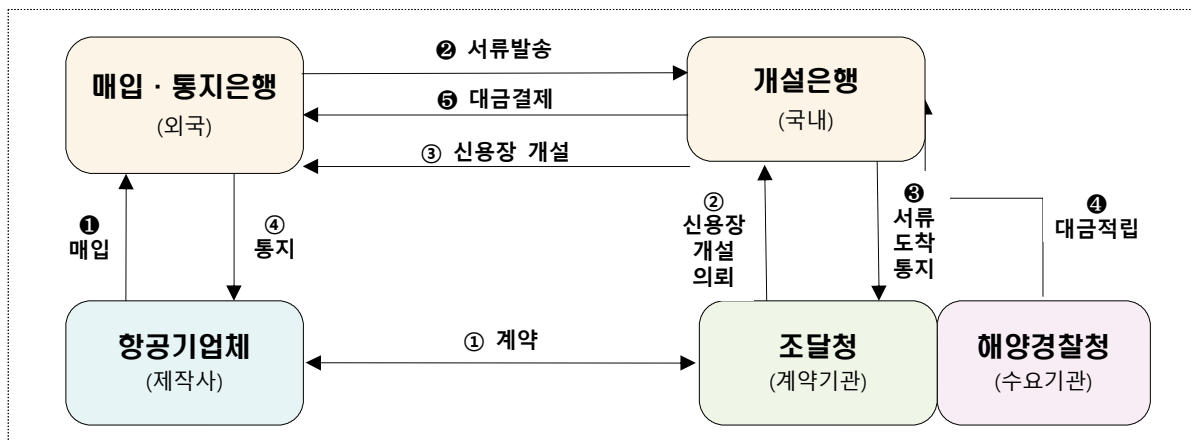 ❷ 서류발송
매입 · 통지은행
(외국)
개설은행
(국내)
❺ 대금결제
③ 신용장 개설
❶
매입
④
통지
②
신용장
개설
의뢰
❸
서류
도착
통지
❹
대금적립
항공기업체
(제작사)
① 계약
조달청
(계약기관)
해양경찰청
(수요기관)